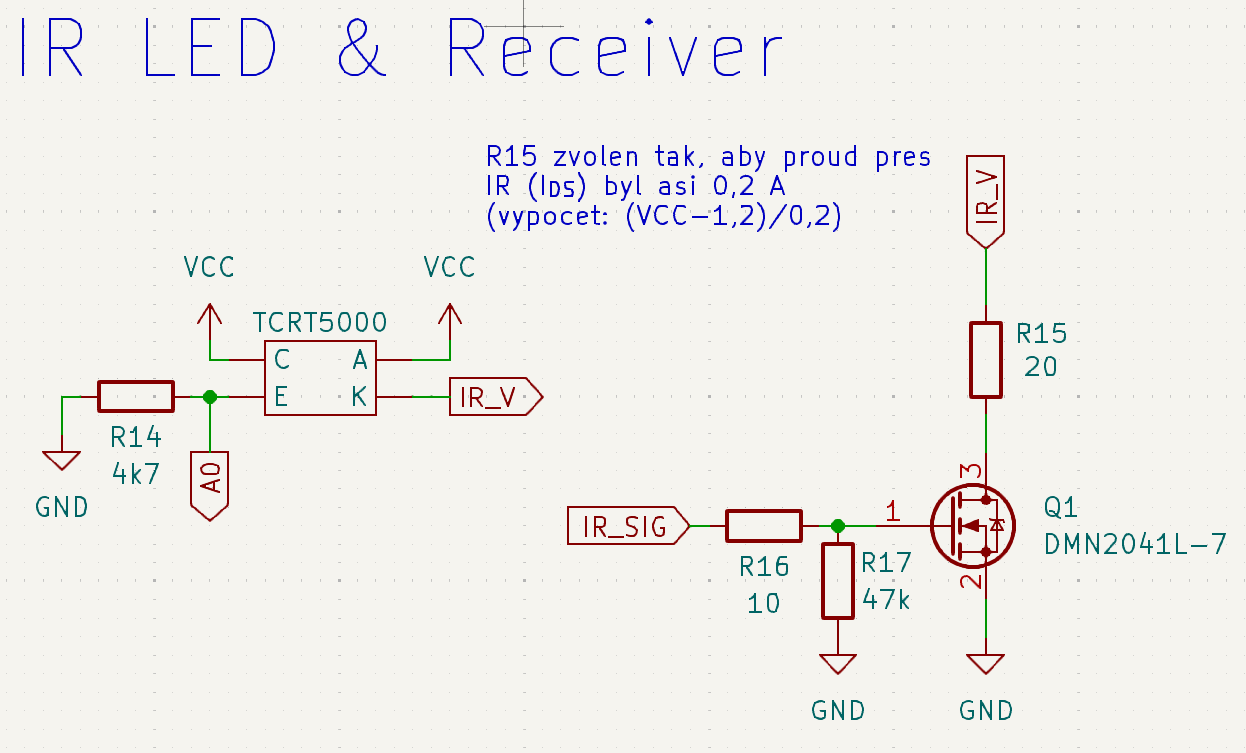 IR LED & Receiver
R15 zvolen tak, aby proud pres
IR (IDS) byl asi 0,2 A
(vypocet: (VCC-1,2)/0,2)
IR_V
VCC
VCC
TCRT5000
C
A
E
K
IR_V
R14
4k7
A0
GND
R15
20
IR_SIG
R16
10
R17
47k
1
3
2
Q1
DMN2041L-7
GND
GND